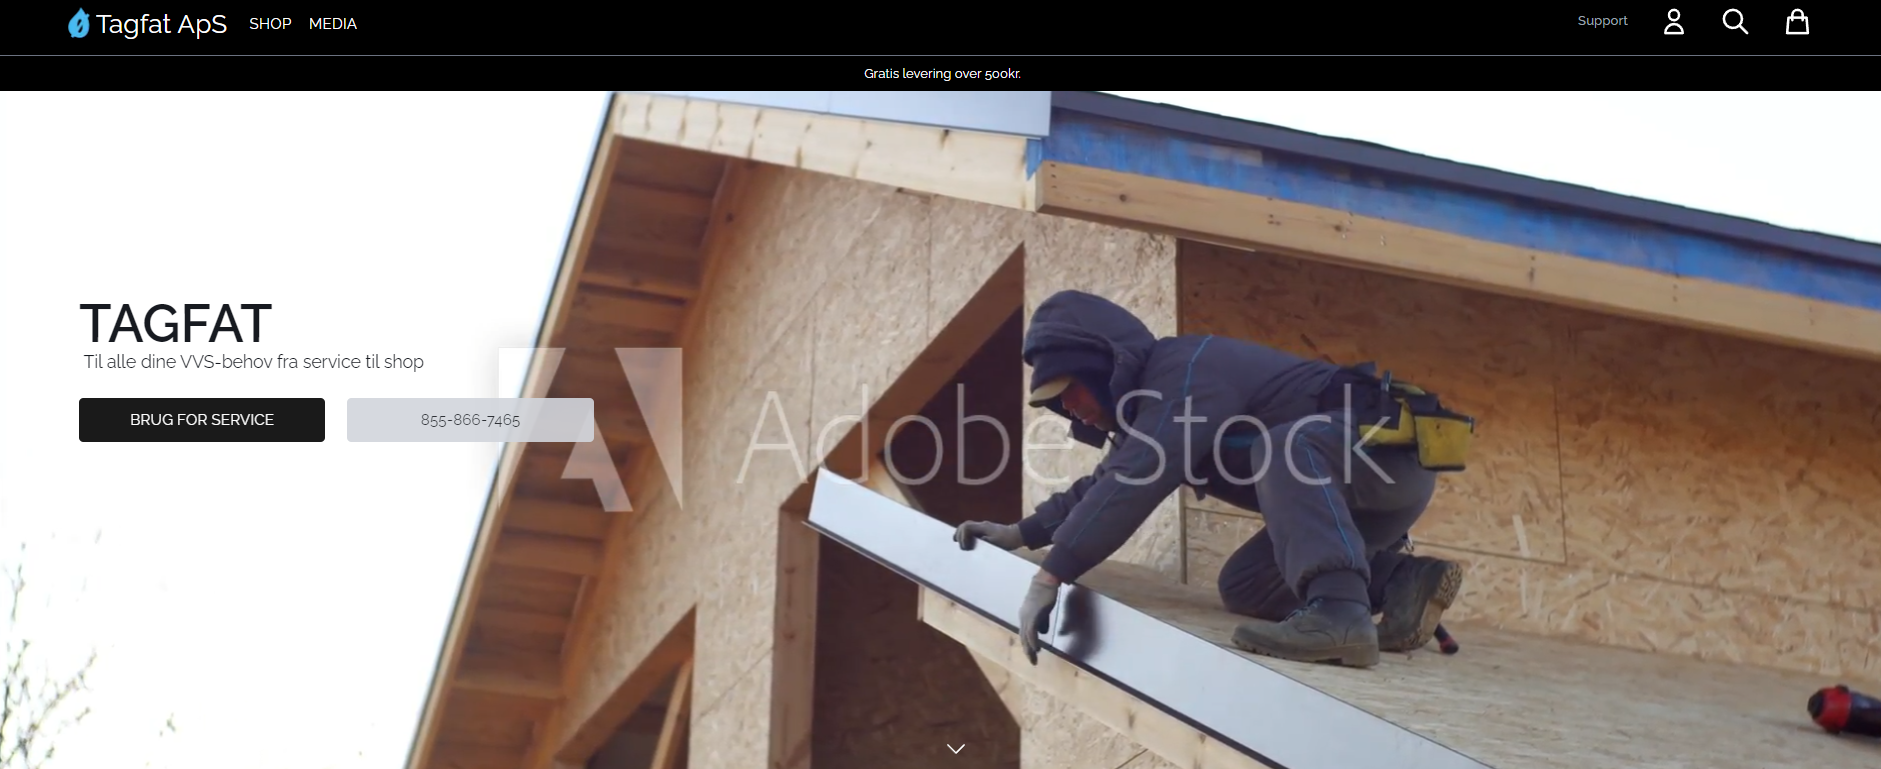 Tagfat ApS
SHOP
MEDIA
Support
Gratis levering over 500kr.
TAGFAT
Til alle dine VVS-behov fra service til shop
BRUG FOR SERVICE
855-866-7465
Adobe Stock